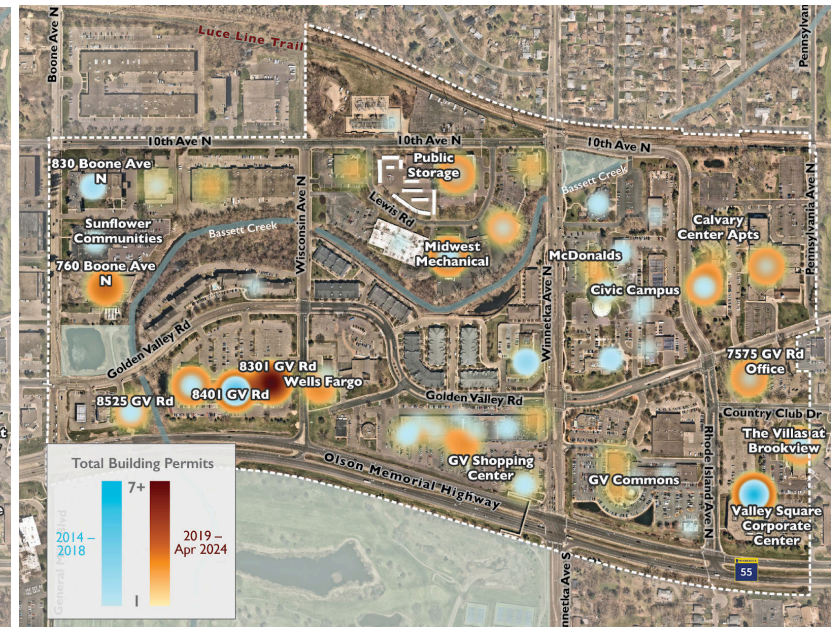 Boone Ave N
Luce Line Trail
Pennsylvan
10th Ave N
10th Ave N
10th Ave N
830 Boone Ave
N
Public
Storage
Bassett Creek
Lewis Rd
Sunflower
Communities
Bassett Creek
Wisconsin Ave N
Calvary
Center Apts
Pennsylvania Ave N
Midwest
Mechanical
McDonalds
760 Boone Ave
N
Civic Campus
Winnetka Ave N
Golden Valley Rd
8301 GV Rd
Wells Fargo
7575 GV Rd
Office
8401 GV Rd
8525 GV Rd
Golden Valley Rd
Country Club Dr
The Villas at
Brookview
Rhode Island Ave N
GV Shopping
Center
Olson Memorial Highway
GV Commons
Valley Square
Corporate
Center
Total Building Permits
7+
2014 –
2018
2019 –
Apr 2024
1
General M Blvd
55
nnetka Ave S